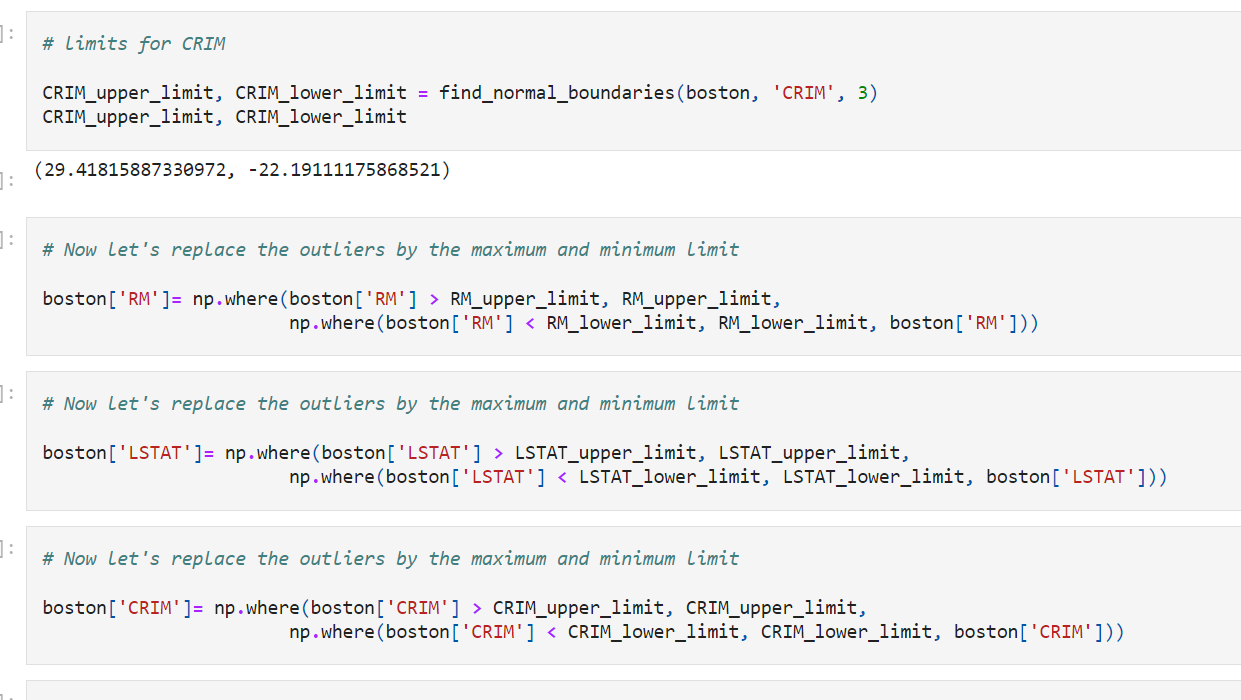 ]:
# limits for CRIM
CRIM_upper_limit, CRIM_lower_limit = find_normal_boundaries(boston, 'CRIM', 3)
CRIM_upper_limit, CRIM_lower_limit
]:
(29.41815887330972, -22.19111175868521)
]:
# Now let's replace the outliers by the maximum and minimum limit
boston['RM']= np.where(boston['RM'] > RM_upper_limit, RM_upper_limit,
np.where(boston['RM'] < RM_lower_limit, RM_lower_limit, boston['RM']))
]:
# Now let's replace the outliers by the maximum and minimum limit
boston['LSTAT']= np.where(boston['LSTAT'] > LSTAT_upper_limit, LSTAT_upper_limit,
np.where(boston['LSTAT'] < LSTAT_lower_limit, LSTAT_lower_limit, boston['LSTAT']))
]:
# Now let's replace the outliers by the maximum and minimum limit
boston['CRIM']= np.where(boston['CRIM'] > CRIM_upper_limit, CRIM_upper_limit,
np.where(boston['CRIM'] < CRIM_lower_limit, CRIM_lower_limit, boston['CRIM']))